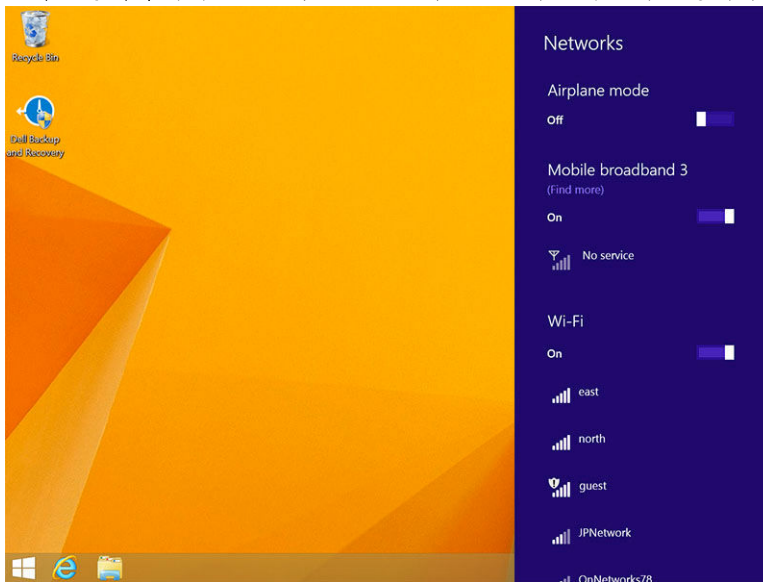 Recycle Bin
Dell Backup
and Recovery
Networks
Airplane mode
Off
Mobile broadband 3
(Find more)
On
No service
Wi-Fi
On
east
north
guest
JPNetwork
OnNetworks78